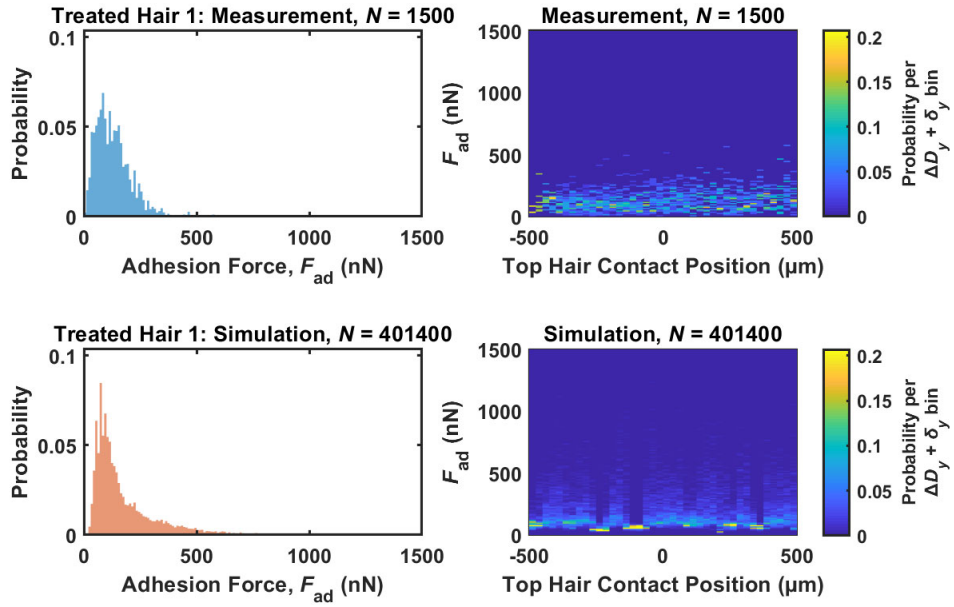 Treated Hair 1: Measurement, N = 1500
Probability
0.1
0.05
0
0 500 1000 1500
Adhesion Force, Fad (nN)
Measurement, N = 1500
Fad (nN)
1500
1000
500
0
-500 0 500
Top Hair Contact Position (µm)
0.2
0.15
0.1
0.05
0
Probability per
ΔDy + δy bin
Treated Hair 1: Simulation, N = 401400
Probability
0.1
0.05
0
0 500 1000 1500
Adhesion Force, Fad (nN)
Simulation, N = 401400
Fad (nN)
1500
1000
500
0
-500 0 500
Top Hair Contact Position (µm)
0.2
0.15
0.1
0.05
0
Probability per
ΔDy + δy bin